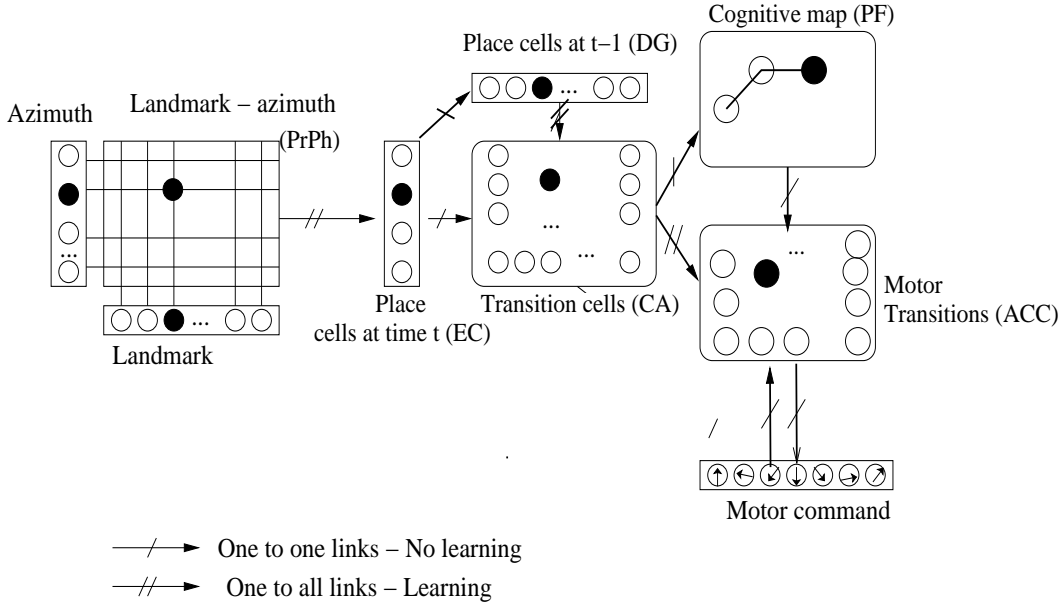 Cognitive map (PF)
Place cells at t−1 (DG)
...
Landmark − azimuth
(PrPh)
Azimuth
...
...
...
...
Place
cells at time t (EC)
Transition cells (CA)
...
Motor
Transitions (ACC)
...
Landmark
Motor command
One to one links − No learning
One to all links − Learning